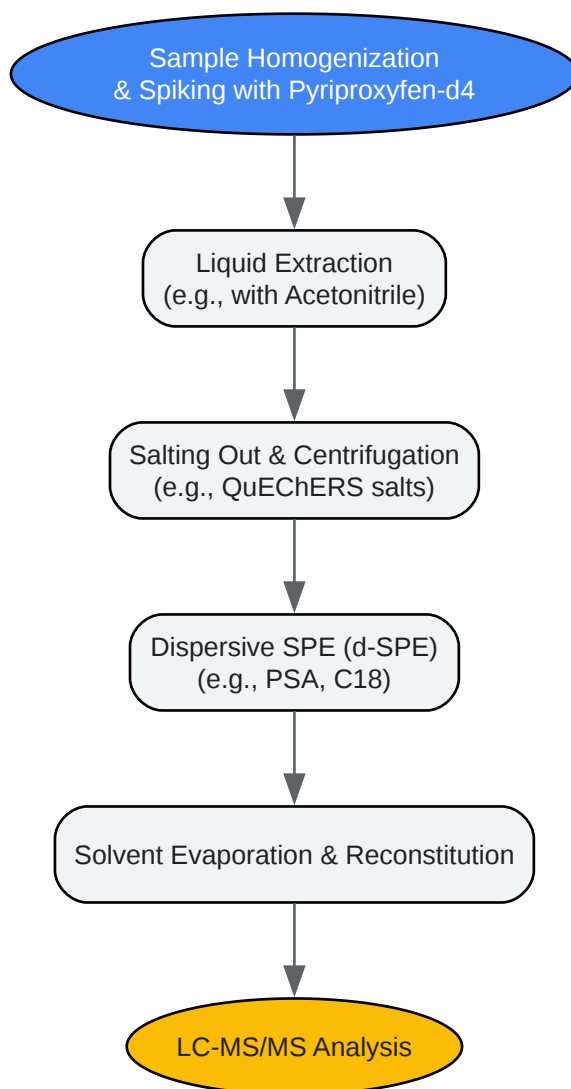 Sample Homogenization
& Spiking with Pyriproxyfen-d4
Liquid Extraction
(e.g., with Acetonitrile)
Salting Out & Centrifugation
(e.g., QuEChERS salts)
Dispersive SPE (d-SPE)
(e.g., PSA, C18)
Solvent Evaporation & Reconstitution
LC-MS/MS Analysis